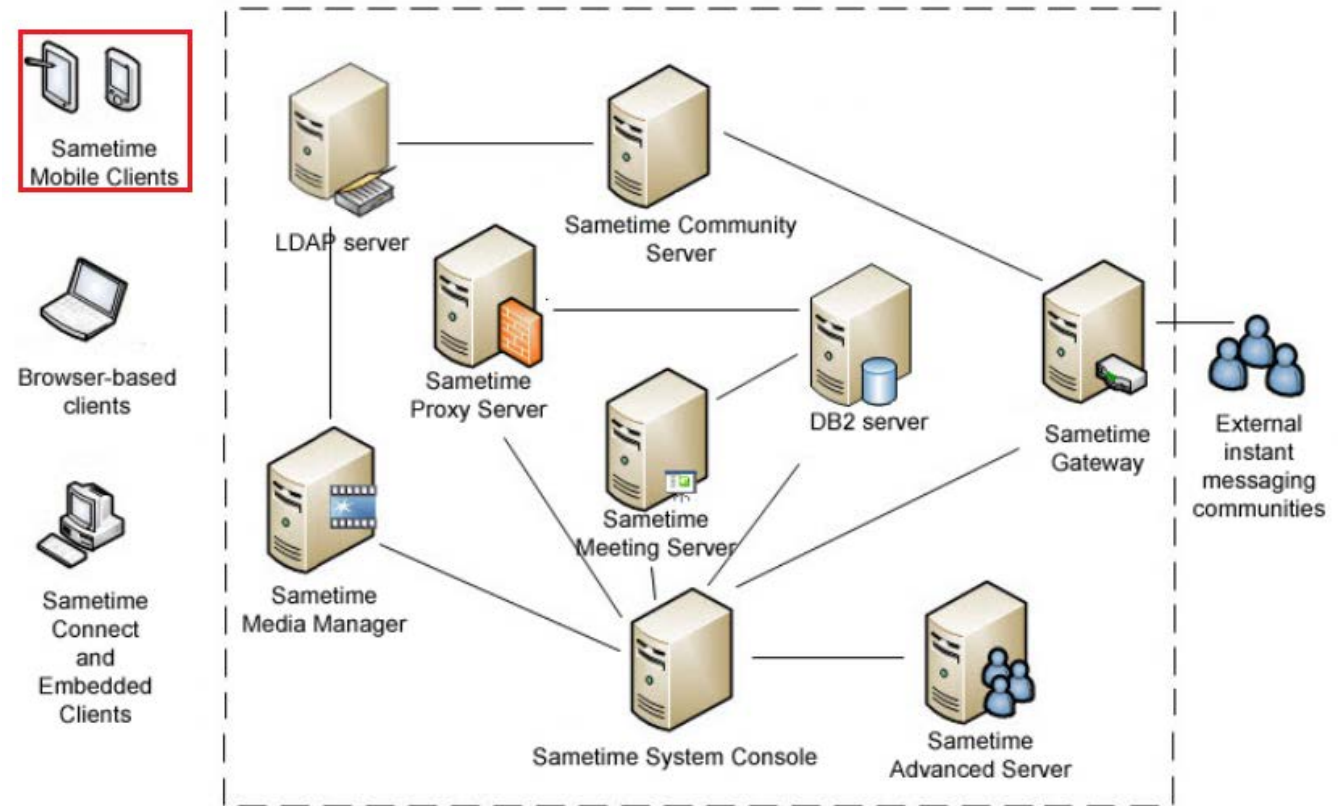 Sametime
Mobile Clients
Browser-based
clients
Sametime
Connect
and
Embedded
Clients
LDAP server
Sametime Community
Server
Sametime
Proxy Server
DB2 server
Sametime
Gateway
Sametime
Meeting Server
Sametime
Media Manager
Sametime System Console
Sametime
Advanced Server
External
instant
messaging
communities